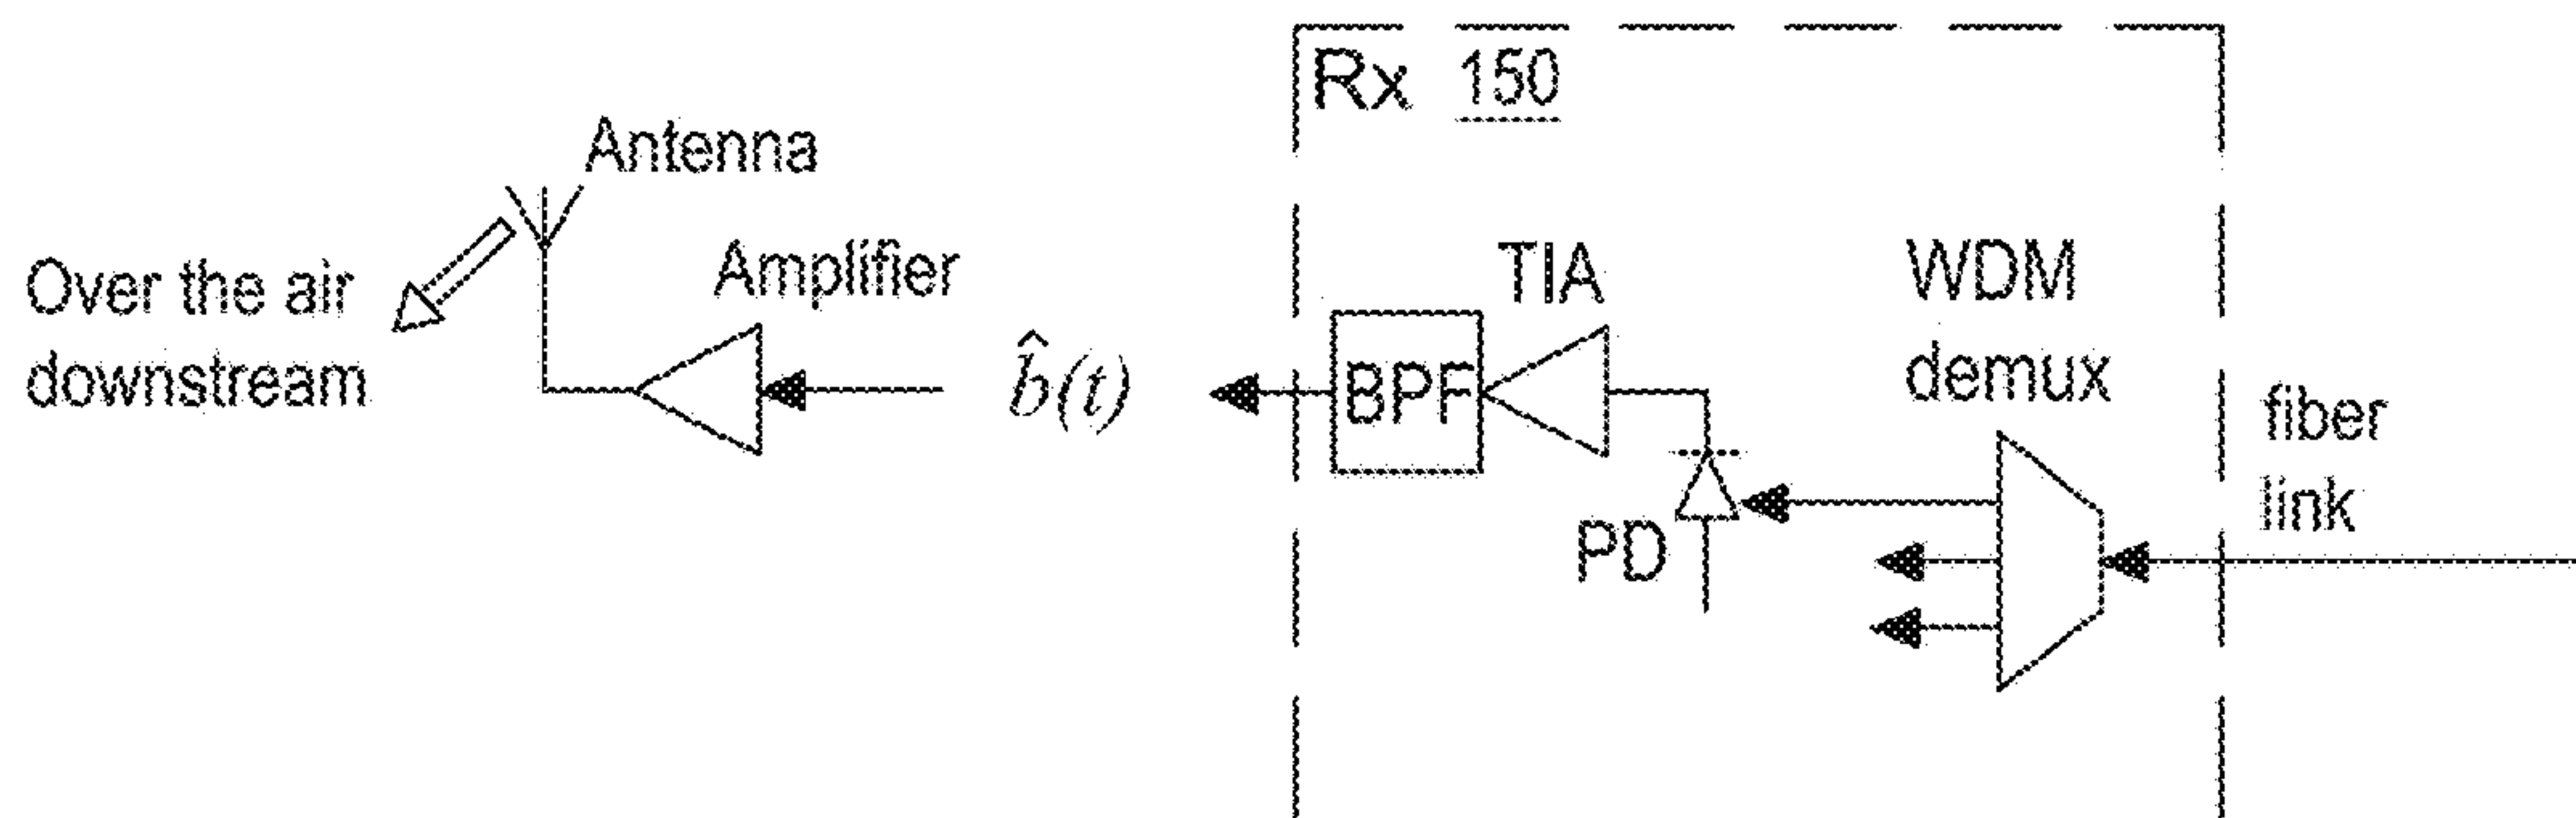 Rx 150
Antenna
Over the air
downstream
Amplifier
b̂(t)
BPF
TIA
PD
WDM
demux
fiber
link